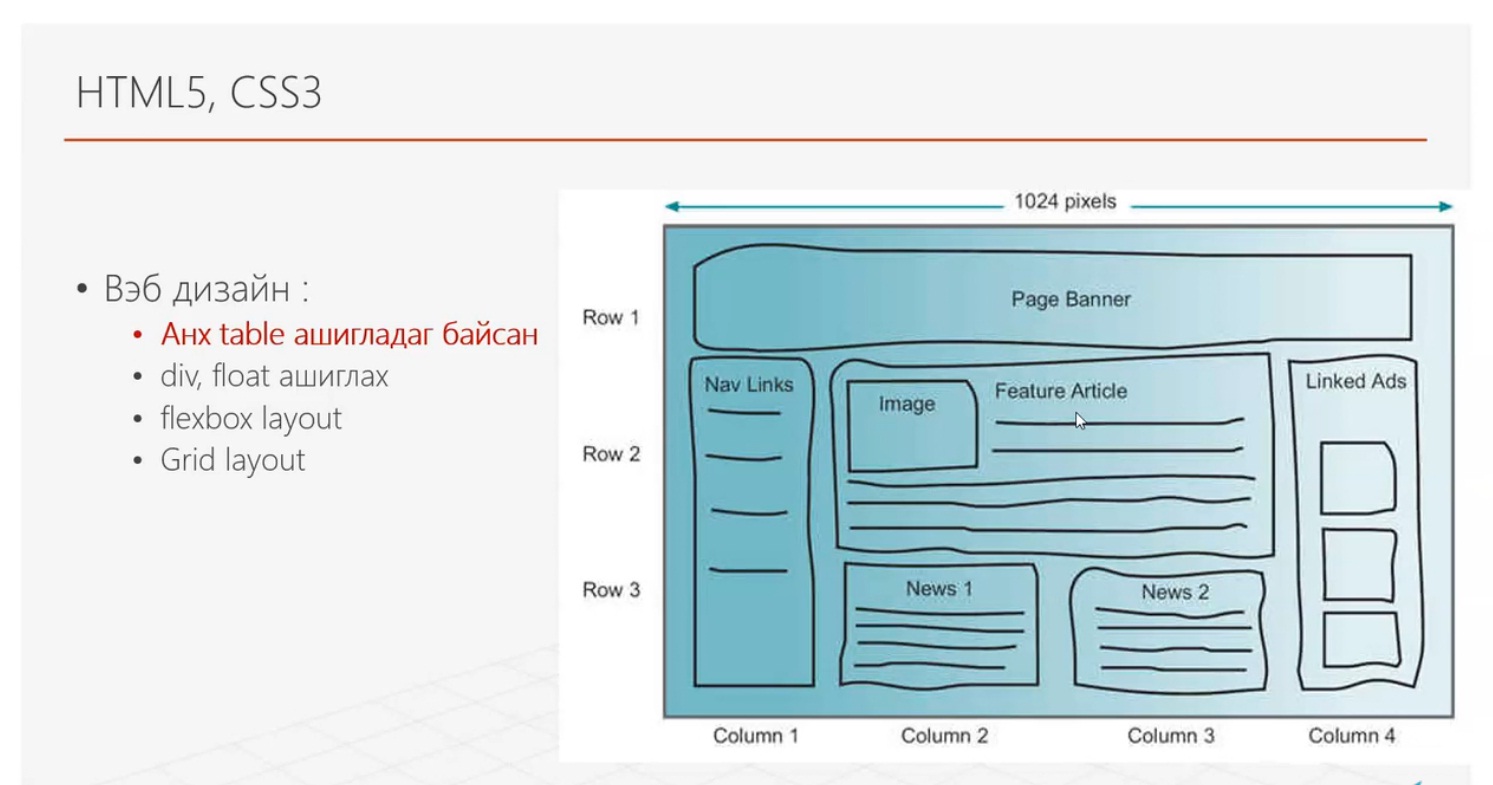 HTML5, CSS3
• Вэб дизайн :
• Анх table ашигладаг байсан
• div, float ашиглах
• flexbox layout
• Grid layout
1024 pixels
Page Banner
Row 1
Nav Links
Image
Feature Article
Linked Ads
Row 2
Row 3
News 1
News 2
Column 1
Column 2
Column 3
Column 4